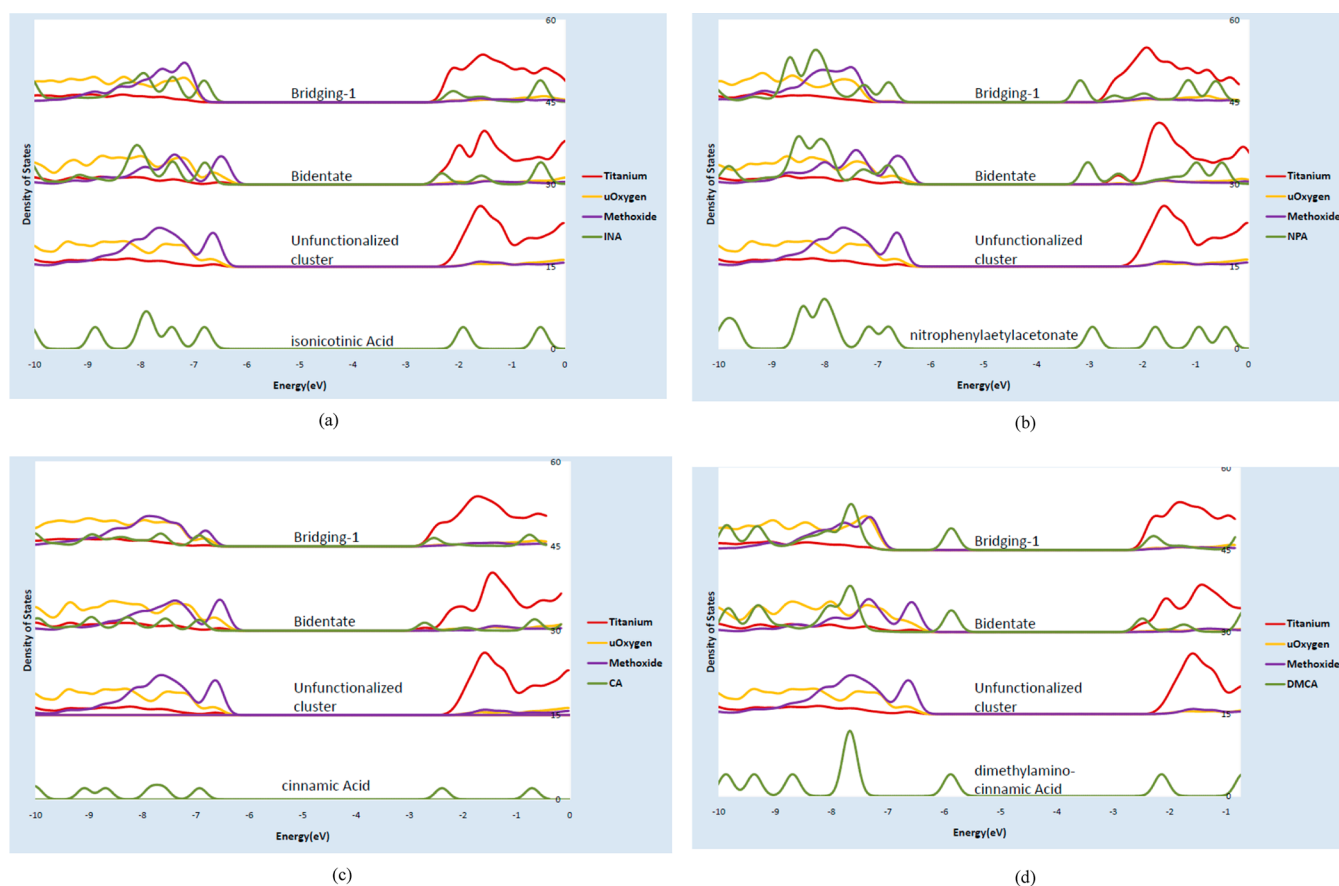 60
Bridging-1
45
Density of States
Bidentate
30
Unfunctionalized
cluster
15
isonicotinic Acid
0
-10 -9 -8 -7 -6 -5 -4 -3 -2 -1 0
Energy(eV)
Titanium
uOxygen
Methoxide
INA
(a)
60
Bridging-1
45
Density of States
Bidentate
30
Unfunctionalized
cluster
15
nitrophenylaetylacetonate
0
-10 -9 -8 -7 -6 -5 -4 -3 -2 -1 0
Energy(eV)
Titanium
uOxygen
Methoxide
NPA
(b)
60
Bridging-1
45
Density of States
Bidentate
30
Unfunctionalized
cluster
15
cinnamic Acid
0
-10 -9 -8 -7 -6 -5 -4 -3 -2 -1 0
Energy(eV)
Titanium
uOxygen
Methoxide
CA
(c)
60
Bridging-1
45
Density of States
Bidentate
30
Unfunctionalized
cluster
15
dimethylamino-
cinnamic Acid
0
-10 -9 -8 -7 -6 -5 -4 -3 -2 -1
Energy(eV)
Titanium
uOxygen
Methoxide
DMCA
(d)